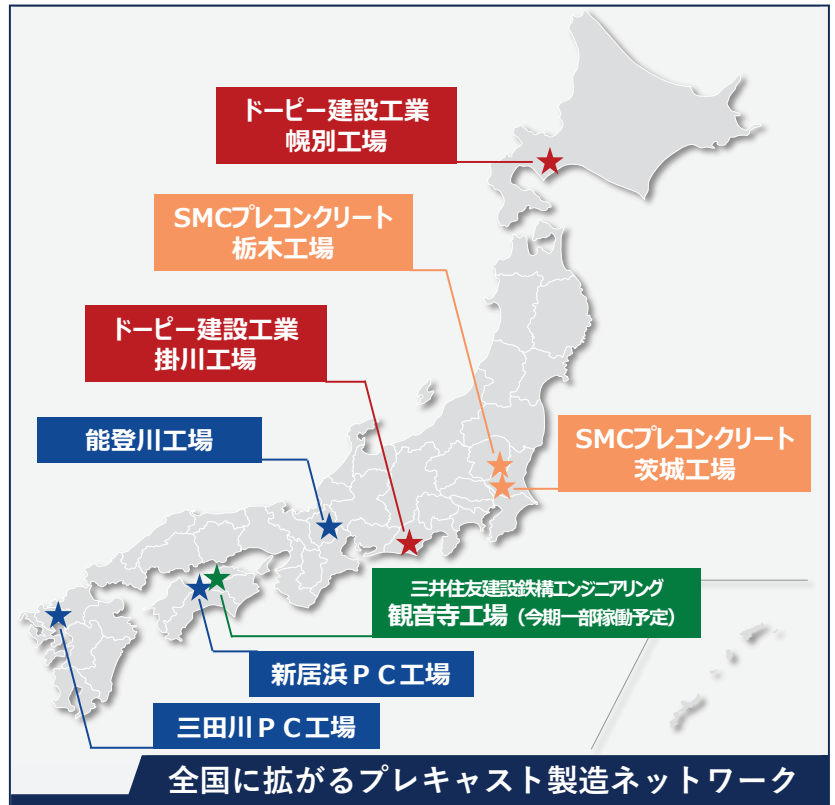 ドーピー建設工業
幌別工場
SMCプレコンクリート
栃木工場
ドーピー建設工業
掛川工場
能登川工場
SMCプレコンクリート
茨城工場
三井住友建設鉄構エンジニアリング
観音寺工場（今期一部稼働予定）
新居浜ＰＣ工場
三田川ＰＣ工場
全国に拡がるプレキャスト製造ネットワーク